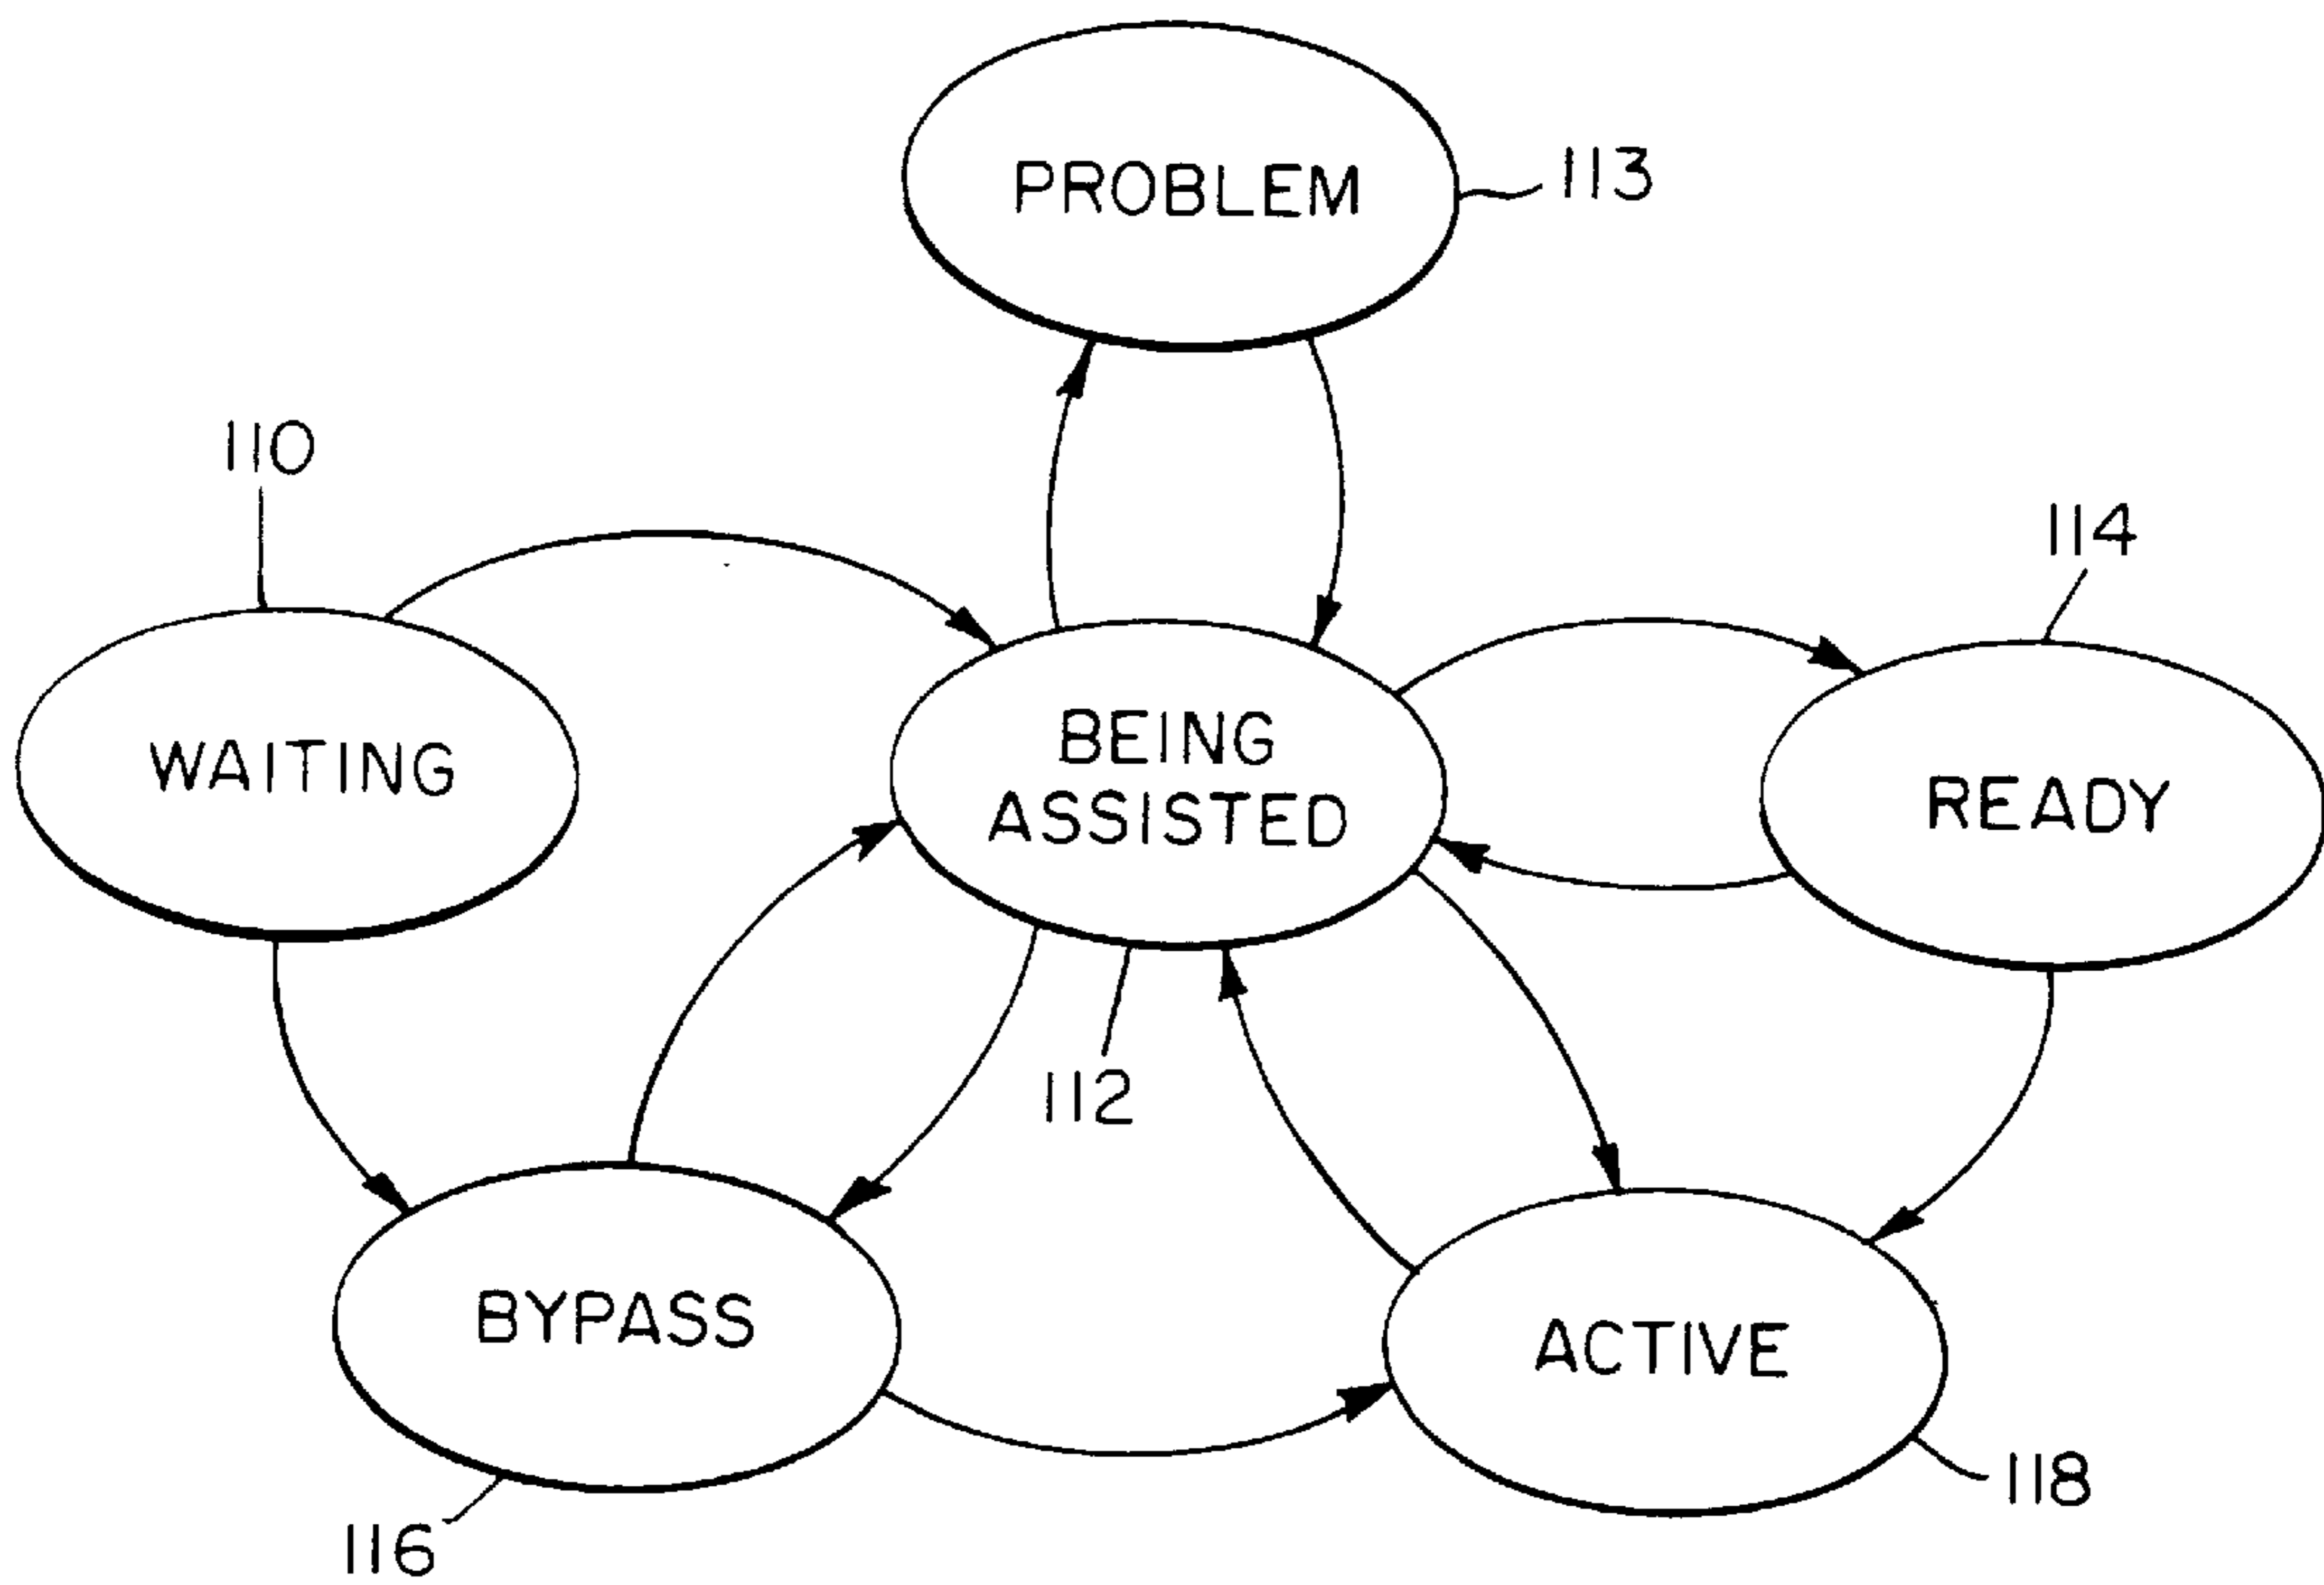 PROBLEM
113
110
114
WAITING
BEING
ASSISTED
READY
112
BYPASS
ACTIVE
116
118